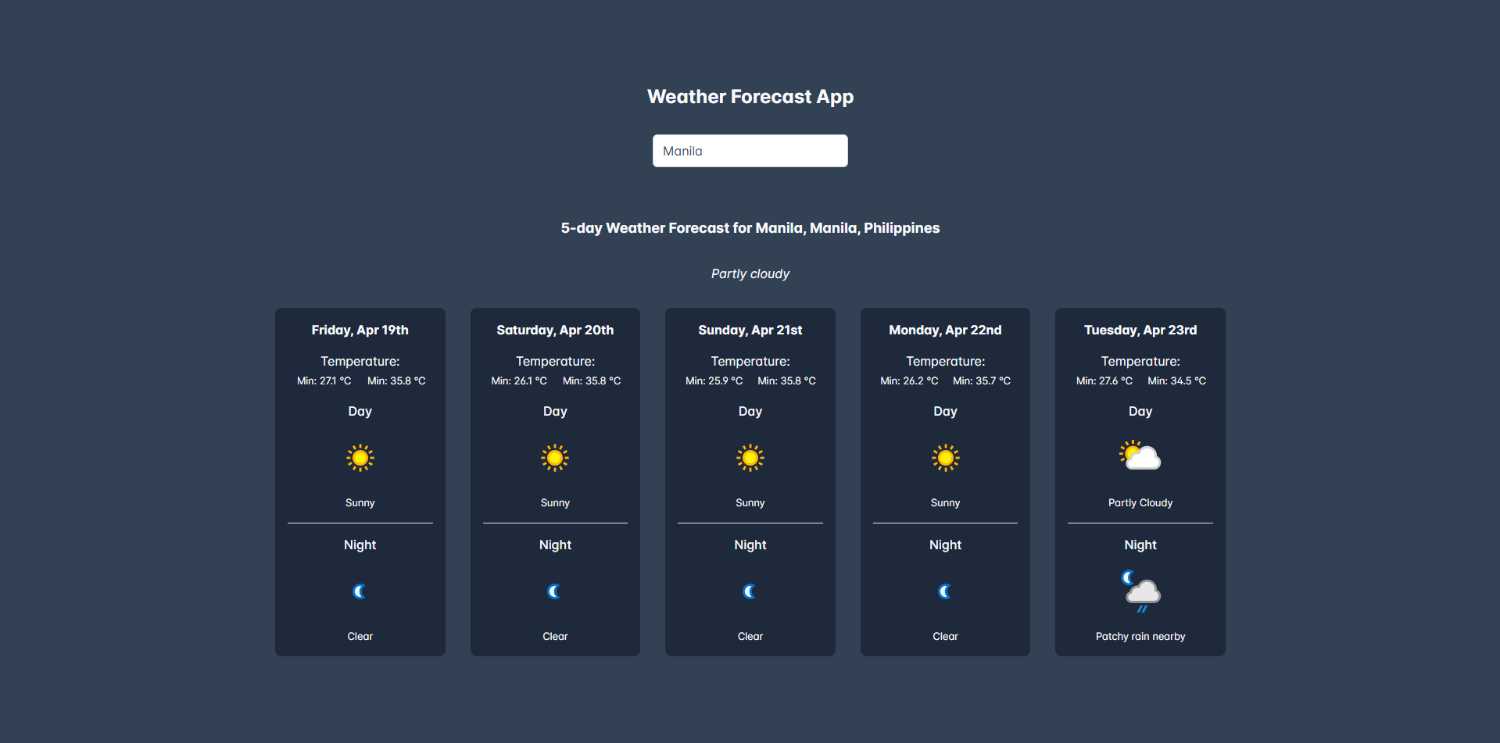 Weather Forecast App
Manila
5-day Weather Forecast for Manila, Manila, Philippines
Partly cloudy
Friday, Apr 19th
Temperature:
Min: 27.1 °C Min: 35.8 °C
Day
Sunny
Night
Clear
Saturday, Apr 20th
Temperature:
Min: 26.1 °C Min: 35.8 °C
Day
Sunny
Night
Clear
Sunday, Apr 21st
Temperature:
Min: 25.9 °C Min: 35.8 °C
Day
Sunny
Night
Clear
Monday, Apr 22nd
Temperature:
Min: 26.2 °C Min: 35.7 °C
Day
Sunny
Night
Clear
Tuesday, Apr 23rd
Temperature:
Min: 27.6 °C Min: 34.5 °C
Day
Partly Cloudy
Night
Patchy rain nearby